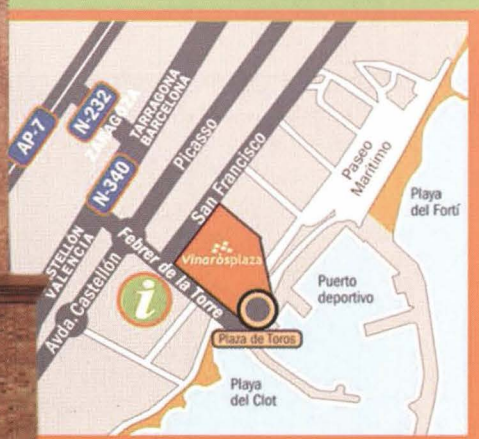 AP-7
N-232
ZARAGOZA
TARRAGONA
BARCELONA
N-340
Picasso
San Francisco
Paseo
Marítimo
Playa
del Fortí
STELLÓN
VALENCIA
Avda. Castellón
Febrer de la Torre
Vinaròsplaza
i
Puerto
deportivo
Plaza de Toros
Playa
del Clot